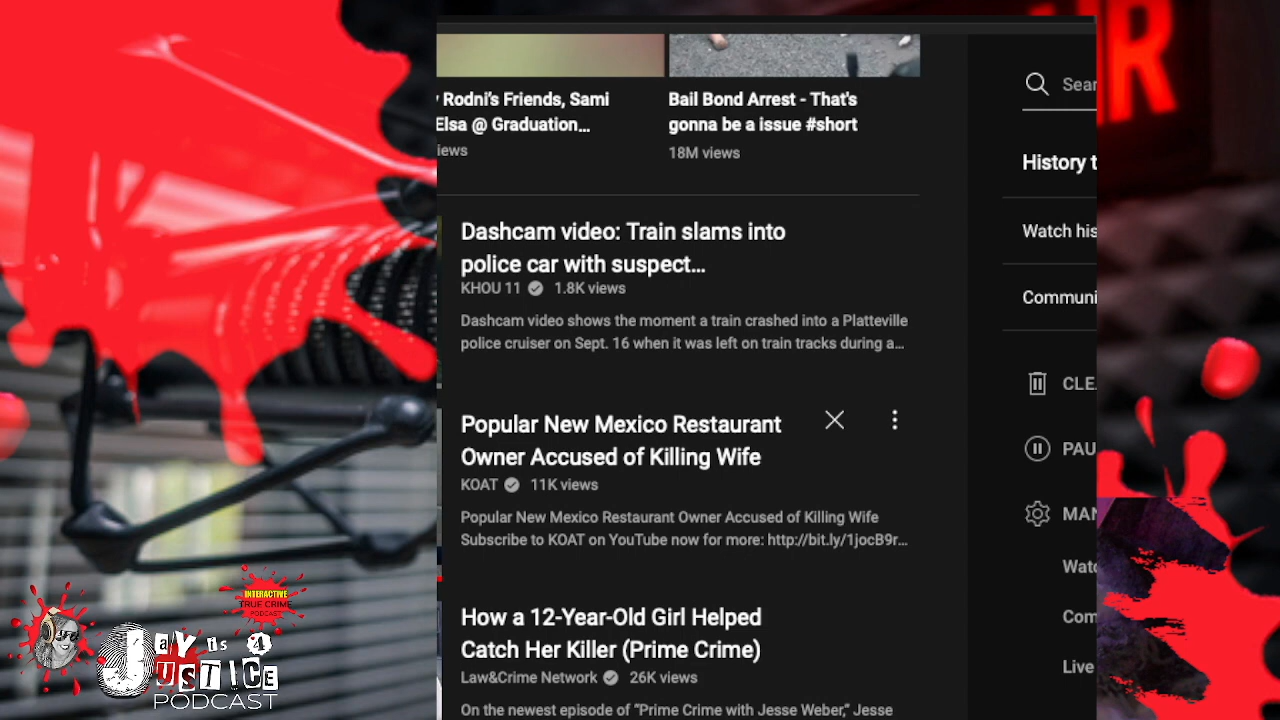 y Rodni's Friends, Sami
Elsa @ Graduation...
iews
Bail Bond Arrest - That's
gonna be a issue #short
18M views
Dashcam video: Train slams into
police car with suspect...
KHOU 11 1.8K views
Dashcam video shows the moment a train crashed into a Platteville
police cruiser on Sept. 16 when it was left on train tracks during a...
Popular New Mexico Restaurant
Owner Accused of Killing Wife
KOAT 11K views
Popular New Mexico Restaurant Owner Accused of Killing Wife
Subscribe to KOAT on YouTube now for more: http://bit.ly/1jocB9r...
How a 12-Year-Old Girl Helped
Catch Her Killer (Prime Crime)
Law&Crime Network 26K views
On the newest episode of “Prime Crime with Jesse Weber,” Jesse
Sear
History t
Watch his
Communi
CLE
PAU
MAN
Watc
Com
Live
IR
INTERACTIVE
TRUE CRIME
PODCAST
JAY IS 4
JUSTICE
PODCAST